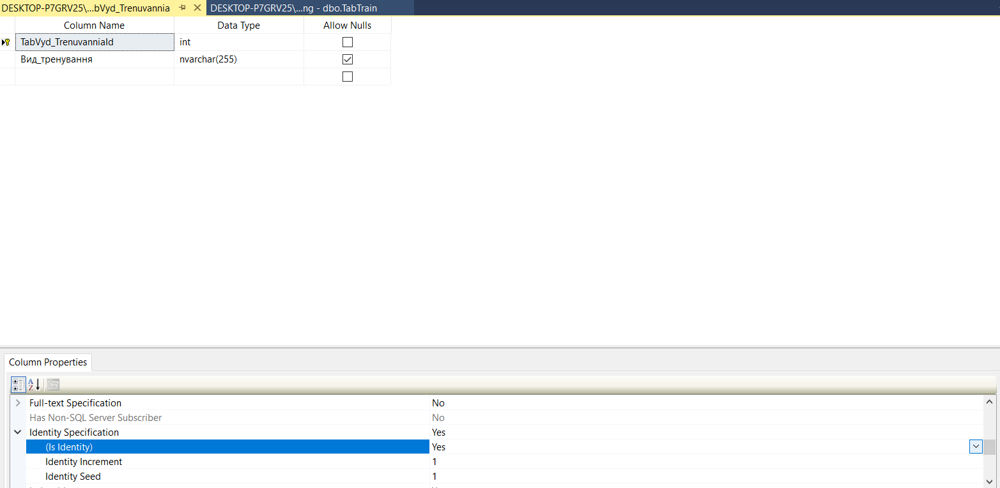 DESKTOP-P7GRV25\...bVyd_Trenuvannia DESKTOP-P7GRV25\...ng - dbo.TabTrain
Column Name Data Type Allow Nulls
TabVyd_TrenuvanniaId int
Вид_тренування nvarchar(255)
Column Properties
Full-text Specification No
Has Non-SQL Server Subscriber No
Identity Specification Yes
(Is Identity) Yes
Identity Increment 1
Identity Seed 1